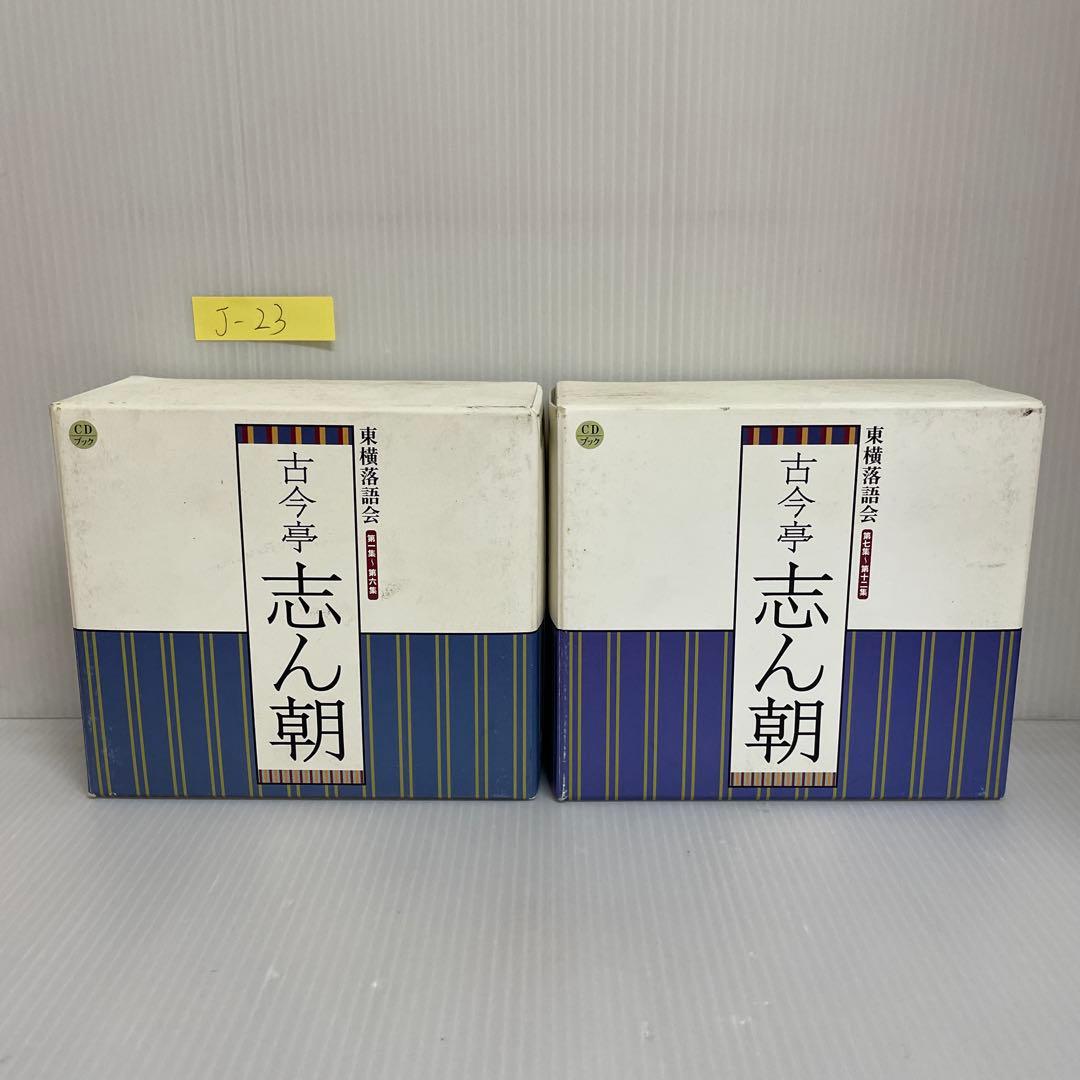 J-23
CD
ブック
東横落語会
第一集~第六集
古今亭
志ん朝
CD
ブック
東横落語会
第七集~第十二集
古今亭
志ん朝